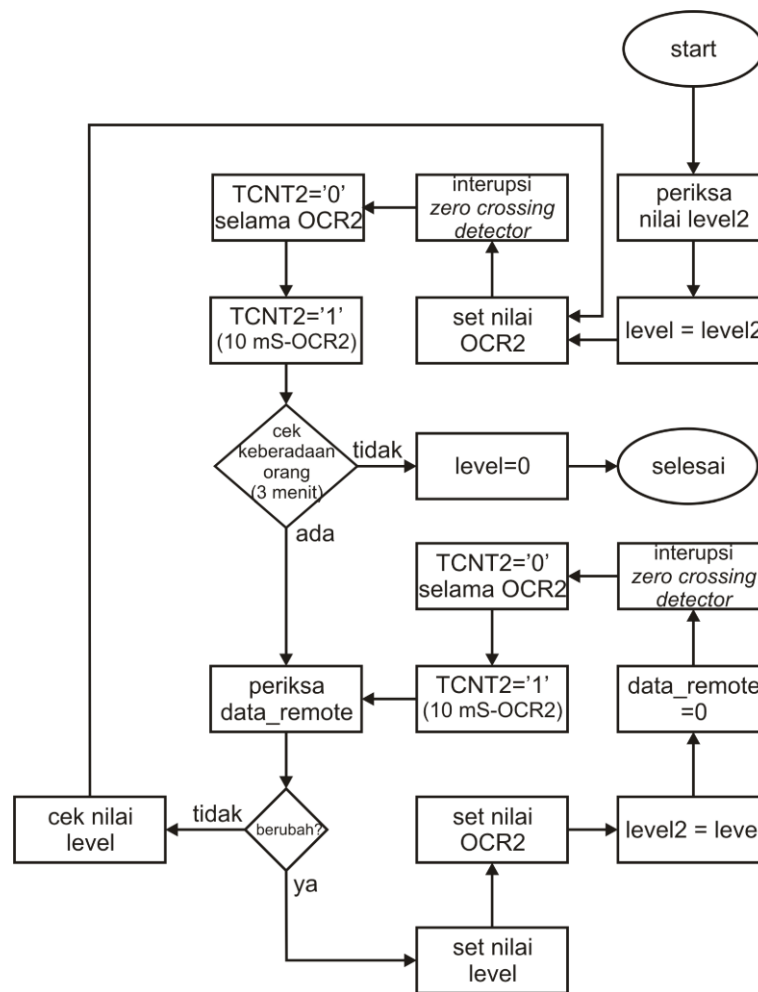 start
periksa
nilai level2
level = level2
set nilai
OCR2
interupsi
zero crossing
detector
TCNT2='0'
selama OCR2
TCNT2='1'
(10 mS-OCR2)
cek
keberadaan
orang
(3 menit)
tidak
level=0
selesai
ada
periksa
data_remote
berubah?
tidak
cek nilai
level
ya
set nilai
level
set nilai
OCR2
level2 = level
data_remote
=0
interupsi
zero crossing
detector
TCNT2='0'
selama OCR2
TCNT2='1'
(10 mS-OCR2)